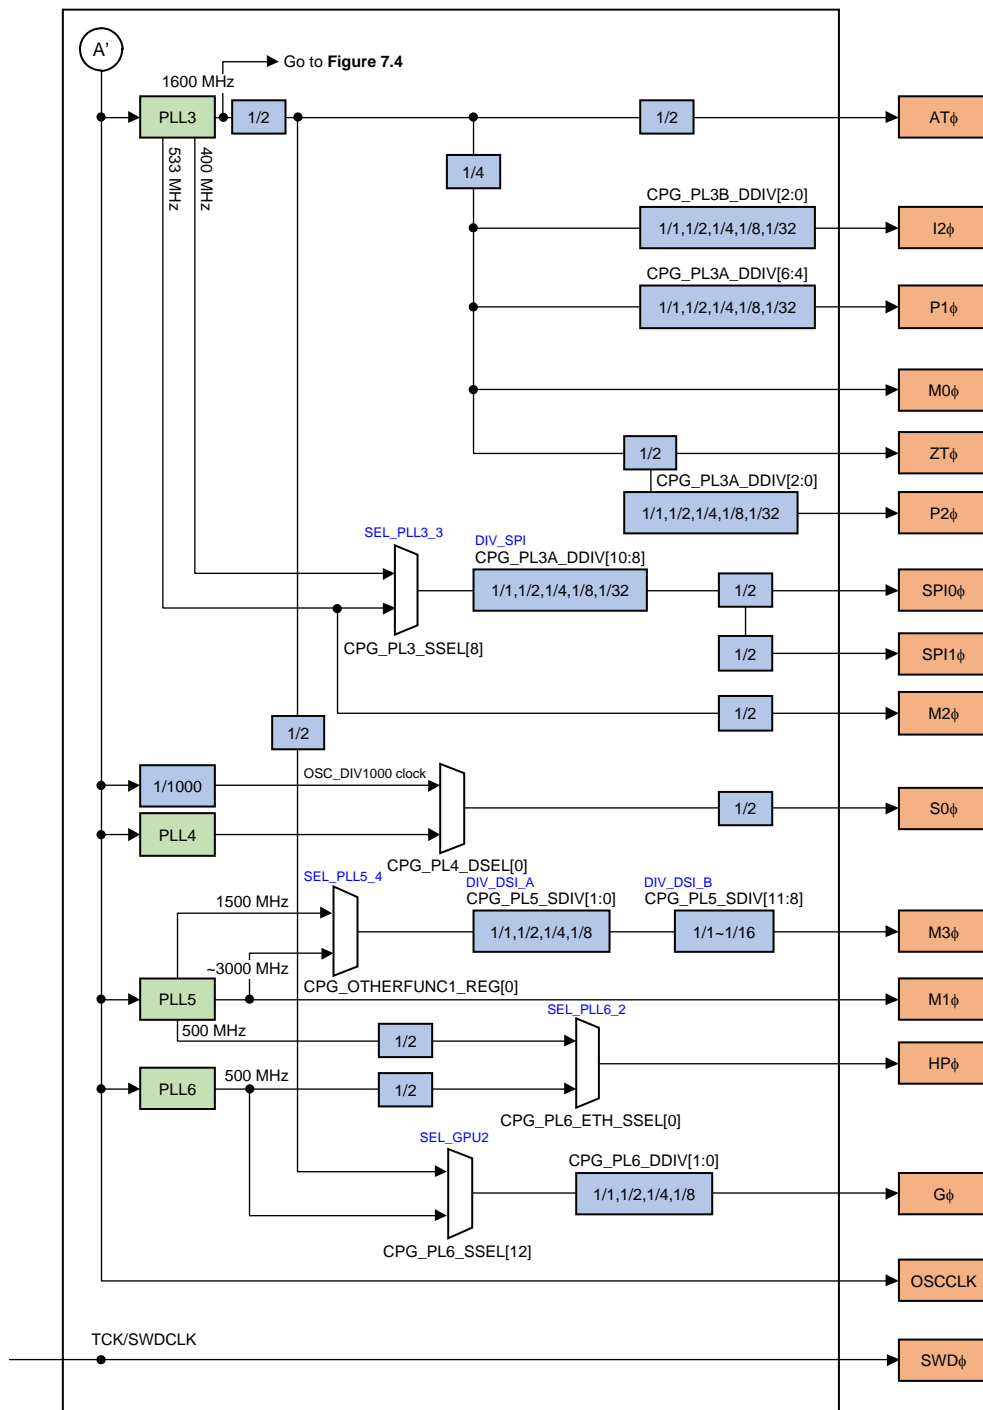 A'
Go to Figure 7.4
1600 MHz
PLL3
1/2
1/2
ATϕ
533 MHz
400 MHz
1/4
CPG_PL3B_DDIV[2:0]
1/1,1/2,1/4,1/8,1/32
I2ϕ
CPG_PL3A_DDIV[6:4]
1/1,1/2,1/4,1/8,1/32
P1ϕ
M0ϕ
1/2
ZTϕ
CPG_PL3A_DDIV[2:0]
1/1,1/2,1/4,1/8,1/32
P2ϕ
SEL_PLL3_3
DIV_SPI
CPG_PL3A_DDIV[10:8]
1/1,1/2,1/4,1/8,1/32
1/2
SPI0ϕ
CPG_PL3_SSEL[8]
1/2
SPI1ϕ
1/2
M2ϕ
1/2
OSC_DIV1000 clock
1/1000
1/2
S0ϕ
PLL4
CPG_PL4_DSEL[0]
SEL_PLL5_4
DIV_DSI_A
CPG_PL5_SDIV[1:0]
DIV_DSI_B
CPG_PL5_SDIV[11:8]
1500 MHz
1/1,1/2,1/4,1/8
1/1~1/16
M3ϕ
~3000 MHz
CPG_OTHERFUNC1_REG[0]
PLL5
M1ϕ
SEL_PLL6_2
500 MHz
1/2
HPϕ
500 MHz
PLL6
1/2
CPG_PL6_ETH_SSEL[0]
SEL_GPU2
CPG_PL6_DDIV[1:0]
1/1,1/2,1/4,1/8
Gϕ
CPG_PL6_SSEL[12]
OSCCLK
TCK/SWDCLK
SWDϕ